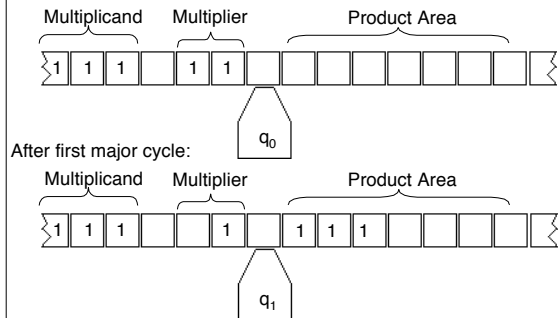 Multiplicand Multiplier Product Area
1 1 1 1 1
q0
After first major cycle:
Multiplicand Multiplier Product Area
1 1 1 1 1 1 1
q1